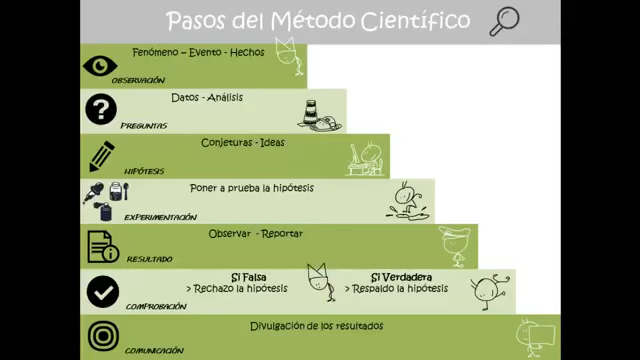 Pasos del Método Científico
Fenómeno – Evento - Hechos
OBSERVACIÓN
Datos - Análisis
PREGUNTAS
Conjeturas - Ideas
HIPÓTESIS
Poner a prueba la hipótesis
EXPERIMENTACIÓN
Observar - Reportar
RESULTADO
Si Falsa
> Rechazo la hipótesis
Si Verdadera
> Respaldo la hipótesis
COMPROBACIÓN
Divulgación de los resultados
COMUNICACIÓN